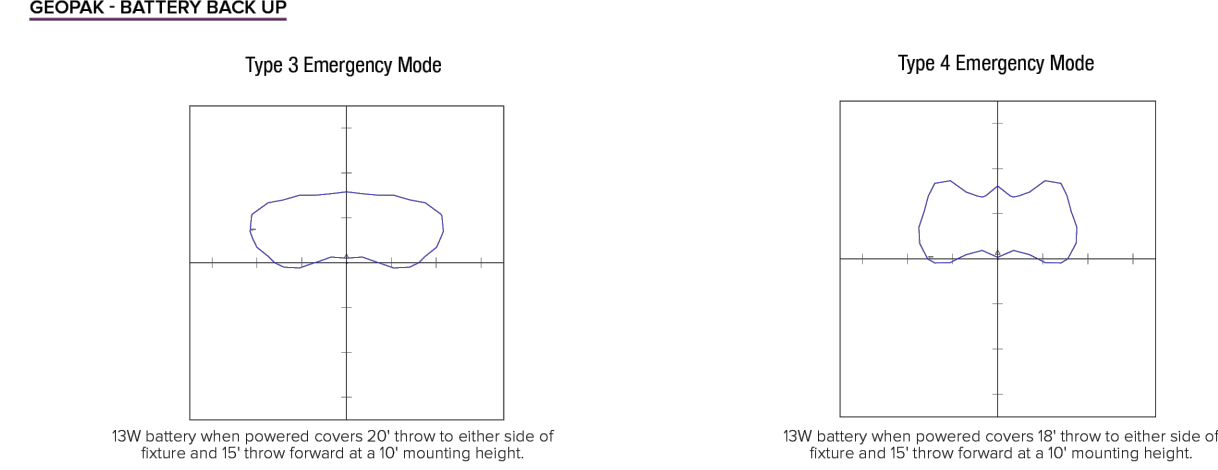 GEOPAK - BATTERY BACK UP
Type 3 Emergency Mode
Type 4 Emergency Mode
13W battery when powered covers 20' throw to either side of
fixture and 15' throw forward at a 10' mounting height.
13W battery when powered covers 18' throw to either side of
fixture and 15' throw forward at a 10' mounting height.